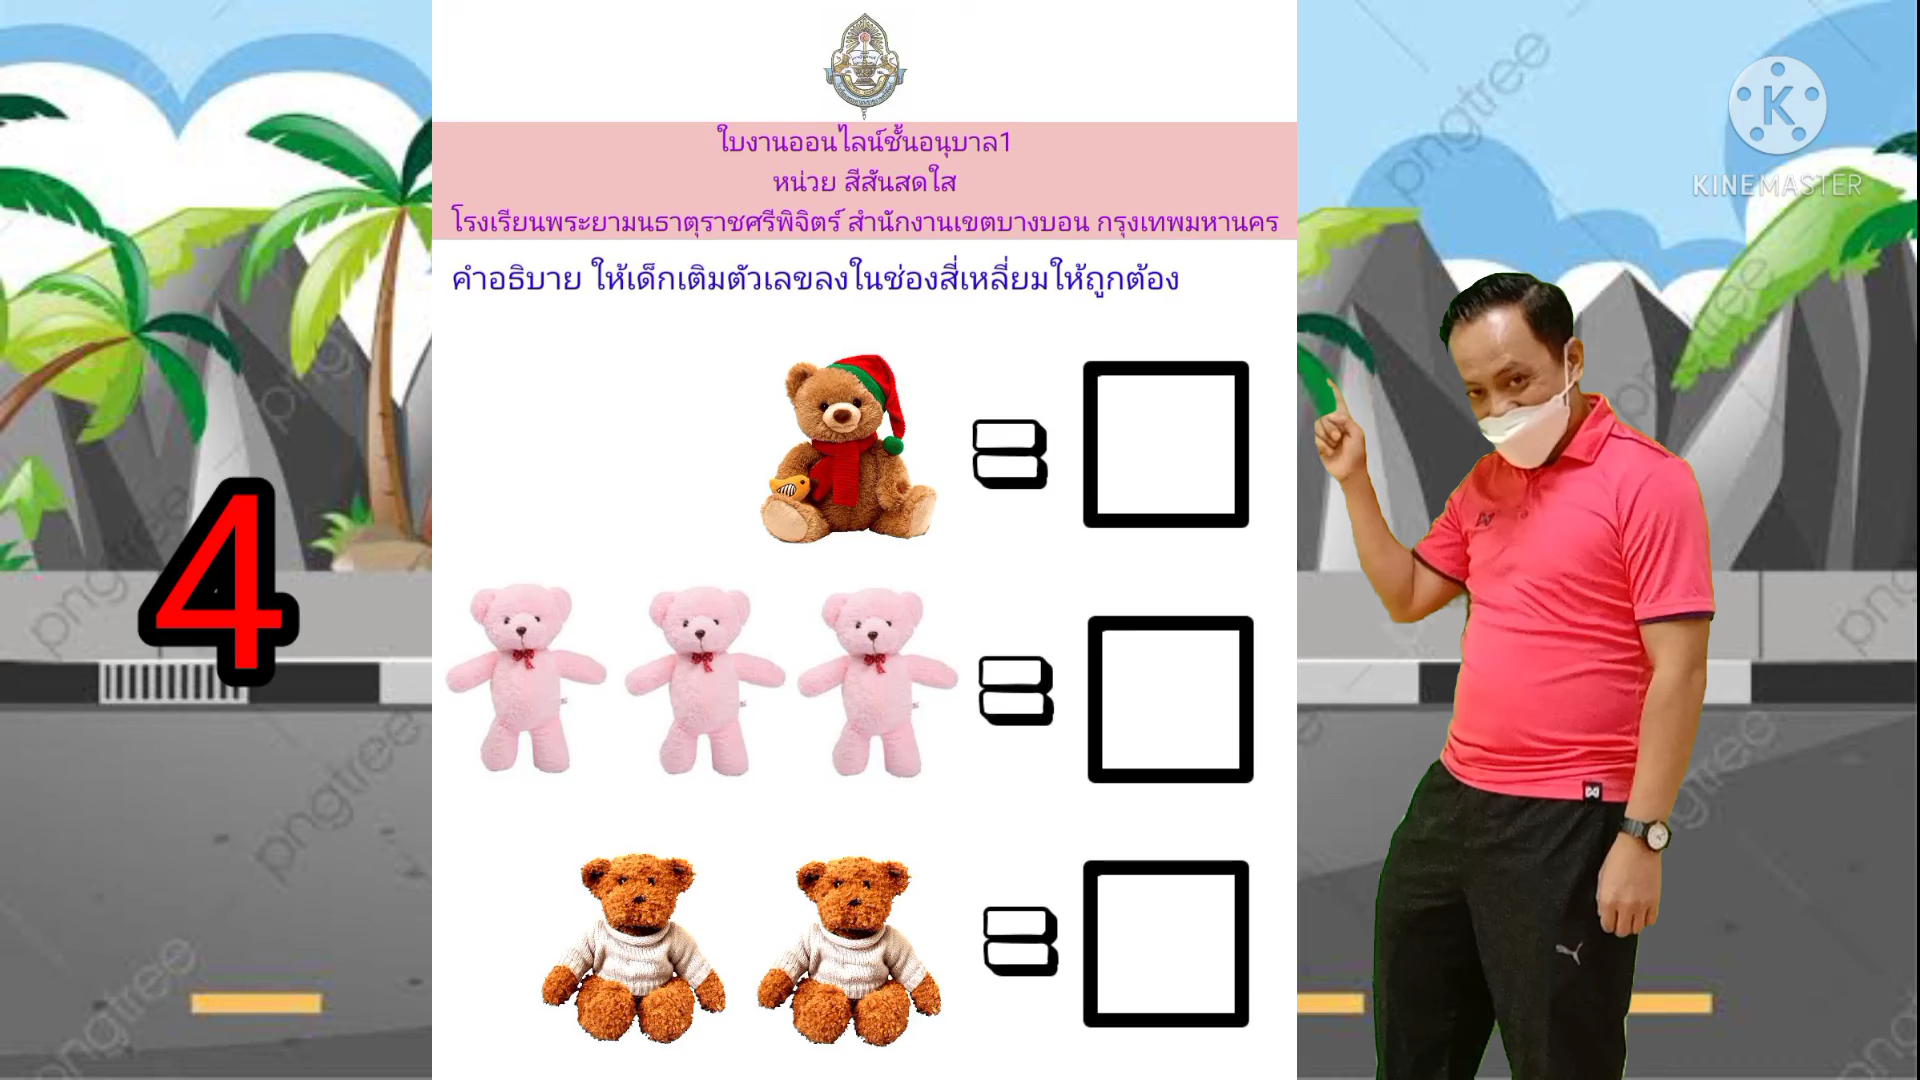 ใบงานออนไลน์ชั้นอนุบาล1
หน่วย สีสันสดใส
โรงเรียนพระยามนธาตุราชศรีพิจิตร์ สำนักงานเขตบางบอน กรุงเทพมหานคร
คำอธิบาย ให้เด็กเติมตัวเลขลงในช่องสี่เหลี่ยมให้ถูกต้อง
=
=
=
4
K
KINEMASTER
pngtree
pngtree
pngtree
pngtree
pngtree